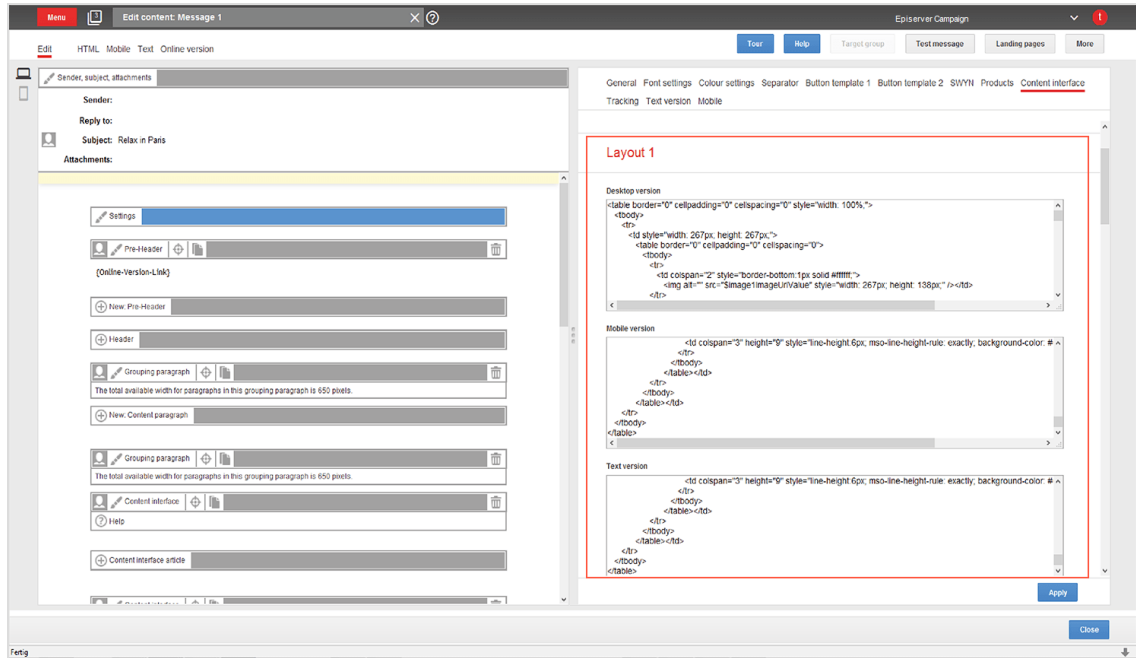 Menu
3
Edit content: Message 1
Episerver Campaign
t
Edit HTML Mobile Text Online version
Tour Help Target group Test message Landing pages More
Sender, subject, attachments
Sender:
Reply to:
Subject: Relax in Paris
Attachments:
Settings
Pre-Header
{Online-Version-Link}
New: Pre-Header
Header
Grouping paragraph
The total available width for paragraphs in this grouping paragraph is 650 pixels.
New: Content paragraph
Grouping paragraph
The total available width for paragraphs in this grouping paragraph is 650 pixels.
Content interface
Help
Content interface article
General Font settings Colour settings Separator Button template 1 Button template 2 SWYN Products Content interface
Tracking Text version Mobile
Layout 1
Desktop version
<table border="0" cellpadding="0" cellspacing="0" style="width: 100%;">
<tbody>
<tr>
<td style="width: 267px; height: 267px;">
<table border="0" cellpadding="0" cellspacing="0">
<tbody>
<tr>
<td colspan="2" style="border-bottom:1px solid #ffffff;">
<img alt="" src="$image1ImageUrlValue" style="width: 267px; height: 138px;" /></td>
</tr>
Mobile version
<td colspan="3" height="9" style="line-height:6px; mso-line-height-rule: exactly; background-color: #
</tr>
</tbody>
</table></td>
</tr>
</tbody>
</table></td>
</tr>
</tbody>
</table>
Text version
<td colspan="3" height="9" style="line-height:6px; mso-line-height-rule: exactly; background-color: #
</tr>
</tbody>
</table></td>
</tr>
</tbody>
</table></td>
</tr>
</tbody>
</table>
Apply
Close
Fertig